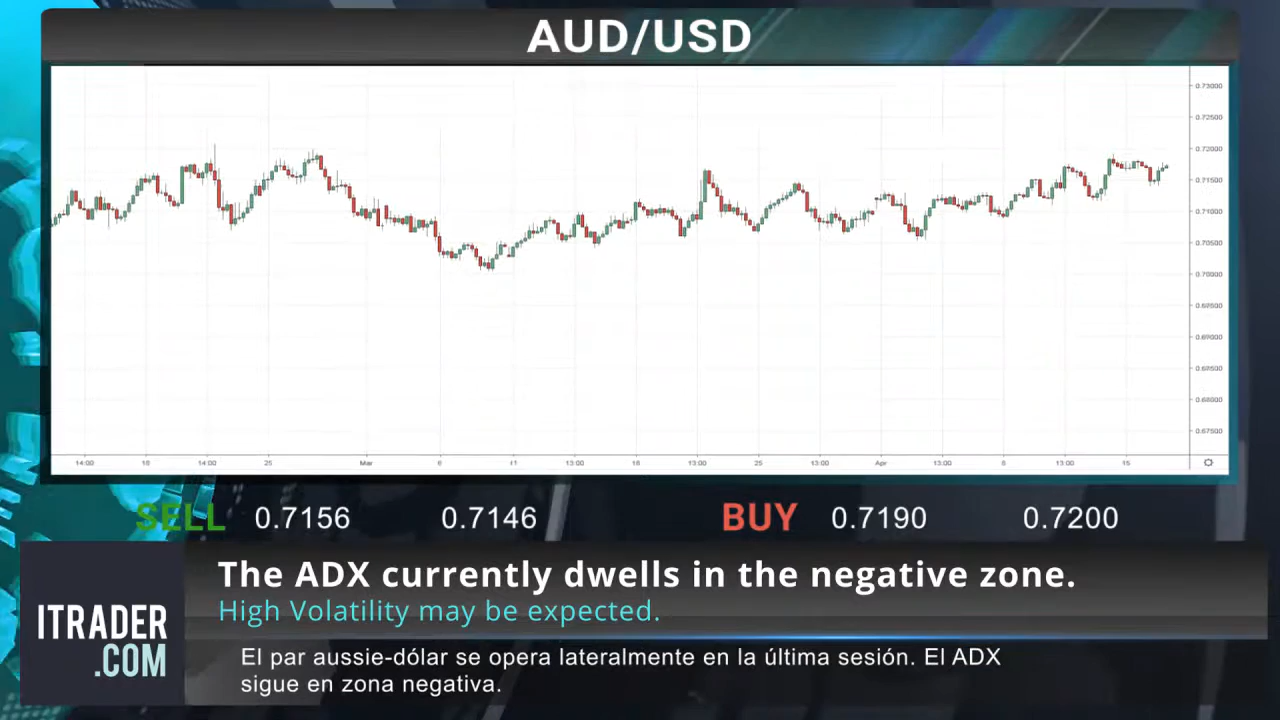 AUD/USD
0.73000
0.72500
0.72000
0.71500
0.71000
0.70500
0.70000
0.69500
0.69000
0.68500
0.68000
0.67500
14:00 18 14:00 25 Mar 6 11 13:00 18 13:00 25 13:00 Apr 13:00 8 13:00 15
SELL 0.7156 0.7146 BUY 0.7190 0.7200
The ADX currently dwells in the negative zone.
High Volatility may be expected.
ITRADER
.COM
El par aussie-dólar se opera lateralmente en la última sesión. El ADX
sigue en zona negativa.